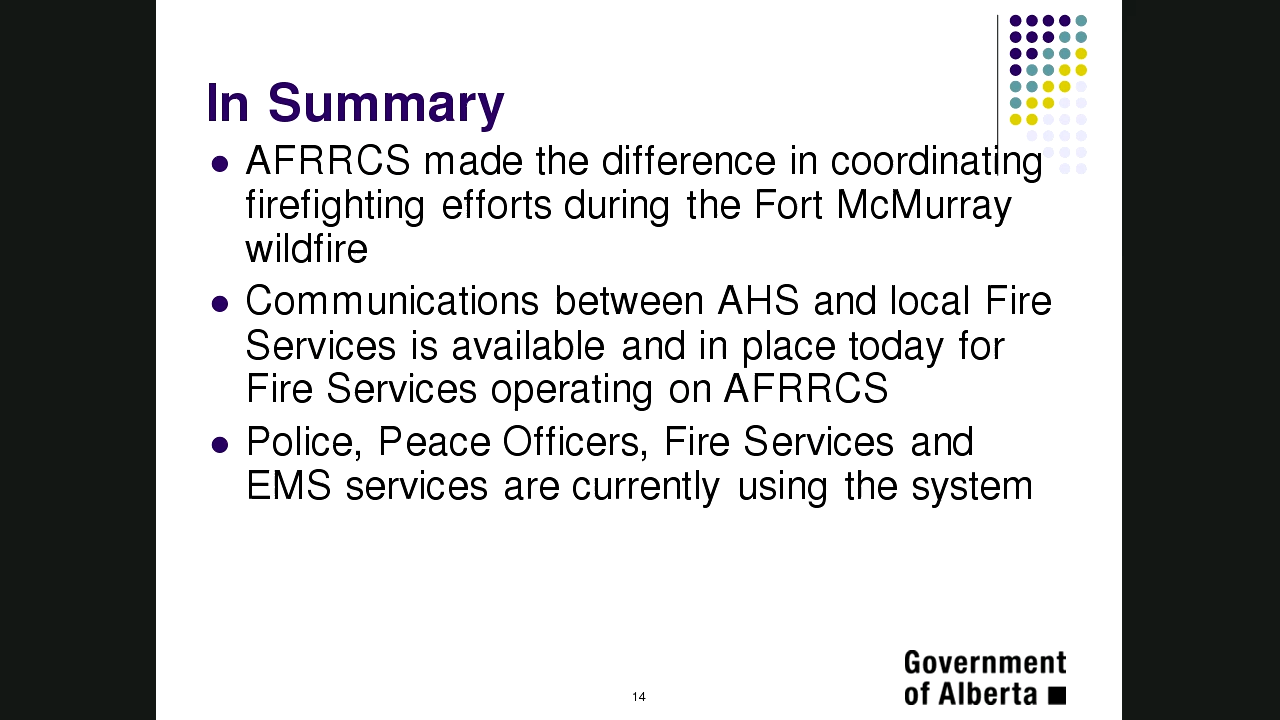 In Summary
● AFRRCS made the difference in coordinating
firefighting efforts during the Fort McMurray
wildfire
● Communications between AHS and local Fire
Services is available and in place today for
Fire Services operating on AFRRCS
● Police, Peace Officers, Fire Services and
EMS services are currently using the system
14
Government
of Alberta ■